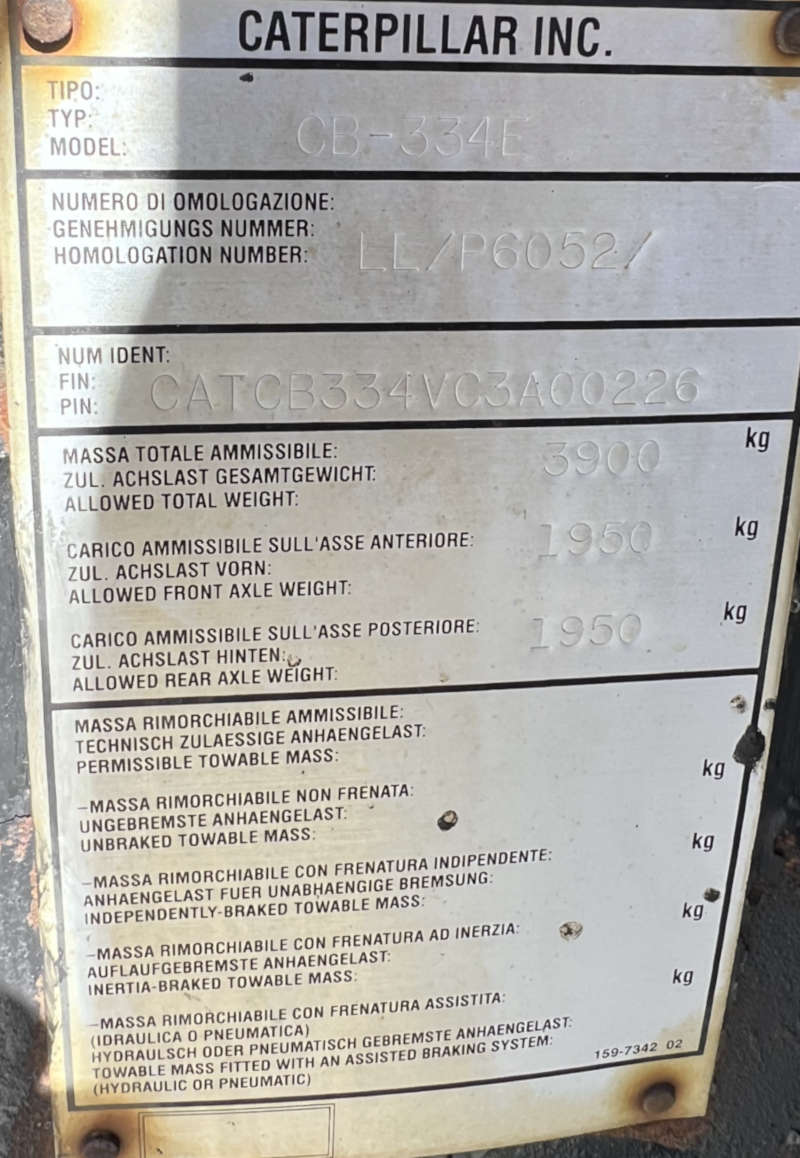 CATERPILLAR INC.
TIPO:
TYP:
MODEL: CB-334E
NUMERO DI OMOLOGAZIONE:
GENEHMIGUNGS NUMMER:
HOMOLOGATION NUMBER: LL/P6052/
NUM IDENT:
FIN:
PIN: CATCB334VC3A00226
MASSA TOTALE AMMISSIBILE: 3900 kg
ZUL. ACHSLAST GESAMTGEWICHT:
ALLOWED TOTAL WEIGHT:
CARICO AMMISSIBILE SULL'ASSE ANTERIORE: 1950 kg
ZUL. ACHSLAST VORN:
ALLOWED FRONT AXLE WEIGHT:
CARICO AMMISSIBILE SULL'ASSE POSTERIORE: 1950 kg
ZUL. ACHSLAST HINTEN:
ALLOWED REAR AXLE WEIGHT:
MASSA RIMORCHIABILE AMMISSIBILE:
TECHNISCH ZULAESSIGE ANHAENGELAST:
PERMISSIBLE TOWABLE MASS:
kg
-MASSA RIMORCHIABILE NON FRENATA:
UNGEBREMSTE ANHAENGELAST:
UNBRAKED TOWABLE MASS:
kg
-MASSA RIMORCHIABILE CON FRENATURA INDIPENDENTE:
ANHAENGELAST FUER UNABHAENGIGE BREMSUNG:
INDEPENDENTLY-BRAKED TOWABLE MASS: kg
-MASSA RIMORCHIABILE CON FRENATURA AD INERZIA:
AUFLAUFGEBREMSTE ANHAENGELAST:
INERTIA-BRAKED TOWABLE MASS: kg
-MASSA RIMORCHIABILE CON FRENATURA ASSISTITA:
(IDRAULICA O PNEUMATICA)
HYDRAULSCH ODER PNEUMATISCH GEBREMSTE ANHAENGELAST:
TOWABLE MASS FITTED WITH AN ASSISTED BRAKING SYSTEM:
(HYDRAULIC OR PNEUMATIC)
159-7342 02